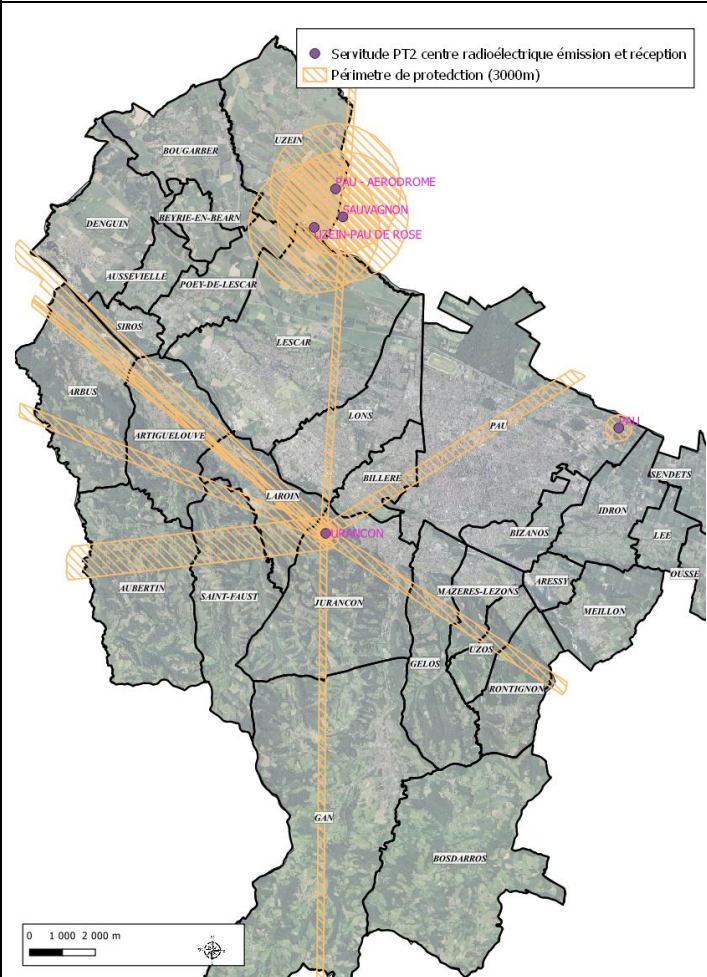 Servitude PT2 centre radioélectrique émission et réception
Périmetre de protedction (3000m)
UZEIN
BOUGARBER
PAU - AERODROME
SAUVAGNON
UZEIN-PAU DE ROSE
BEYRIE-EN-BEARN
DENGUIN
AUSSEVIELLE
POEY-DE-LESCAR
SIROS
LESCAR
ARBUS
LONS
PAU
PAU
ARTIGUELOUVE
BILLERE
SENDETS
LAROIN
IDRON
JURANCON
BIZANOS
LEE
OUSSE
AUBERTIN
SAINT-FAUST
JURANCON
MAZERES-LEZONS
ARESSY
MEILLON
UZOS
GELOS
RONTIGNON
GAN
BOSDARROS
0 1 000 2 000 m